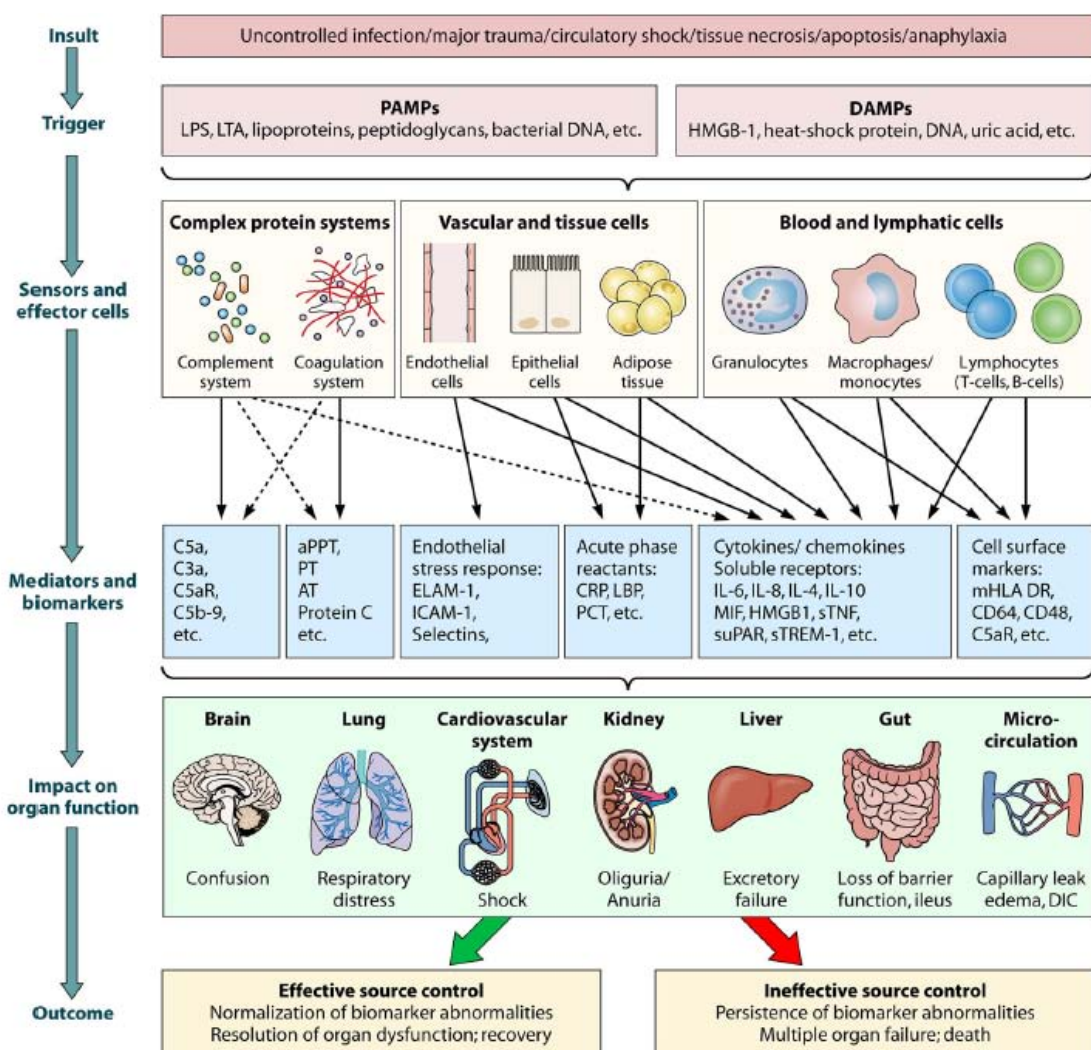 Insult
Uncontrolled infection/major trauma/circulatory shock/tissue necrosis/apoptosis/anaphylaxia
Trigger
PAMPs
LPS, LTA, lipoproteins, peptidoglycans, bacterial DNA, etc.
DAMPs
HMGB-1, heat-shock protein, DNA, uric acid, etc.
Sensors and
effector cells
Complex protein systems
Complement
system
Coagulation
system
Vascular and tissue cells
Endothelial
cells
Epithelial
cells
Adipose
tissue
Blood and lymphatic cells
Granulocytes
Macrophages/
monocytes
Lymphocytes
(T-cells, B-cells)
Mediators and
biomarkers
C5a,
C3a,
C5aR,
C5b-9,
etc.
aPPT,
PT
AT
Protein C
etc.
Endothelial
stress response:
ELAM-1,
ICAM-1,
Selectins,
Acute phase
reactants:
CRP, LBP,
PCT, etc.
Cytokines/ chemokines
Soluble receptors:
IL-6, IL-8, IL-4, IL-10
MIF, HMGB1, sTNF,
suPAR, sTREM-1, etc.
Cell surface
markers:
mHLA DR,
CD64, CD48,
C5aR, etc.
Impact on
organ function
Brain
Confusion
Lung
Respiratory
distress
Cardiovascular
system
Shock
Kidney
Oliguria/
Anuria
Liver
Excretory
failure
Gut
Loss of barrier
function, ileus
Micro-
circulation
Capillary leak
edema, DIC
Outcome
Effective source control
Normalization of biomarker abnormalities
Resolution of organ dysfunction; recovery
Ineffective source control
Persistence of biomarker abnormalities
Multiple organ failure; death